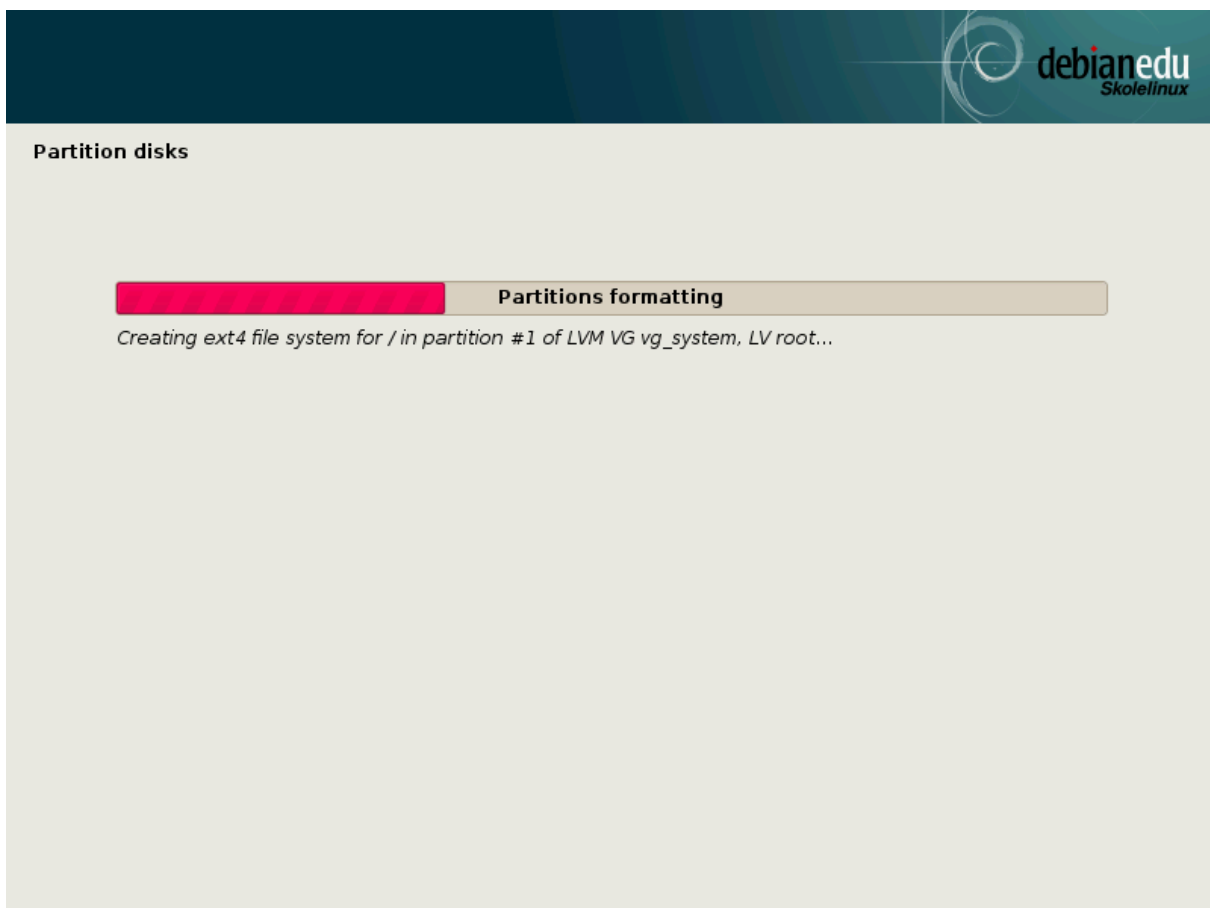 debianedu
Skolelinux
Partition disks
Partitions formatting
Creating ext4 file system for / in partition #1 of LVM VG vg_system, LV root...